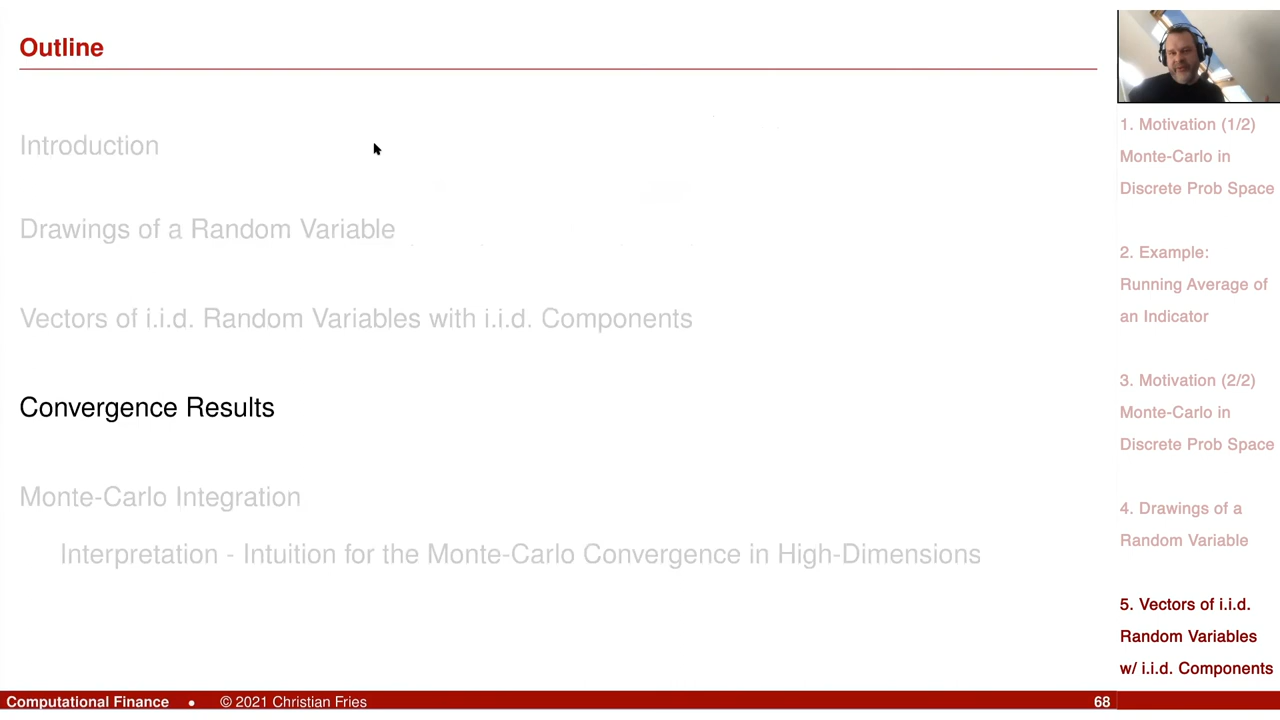 Outline
Introduction
Drawings of a Random Variable
Vectors of i.i.d. Random Variables with i.i.d. Components
Convergence Results
Monte-Carlo Integration
Interpretation - Intuition for the Monte-Carlo Convergence in High-Dimensions
1. Motivation (1/2)
Monte-Carlo in
Discrete Prob Space
2. Example:
Running Average of
an Indicator
3. Motivation (2/2)
Monte-Carlo in
Discrete Prob Space
4. Drawings of a
Random Variable
5. Vectors of i.i.d.
Random Variables
w/ i.i.d. Components
Computational Finance • © 2021 Christian Fries 68